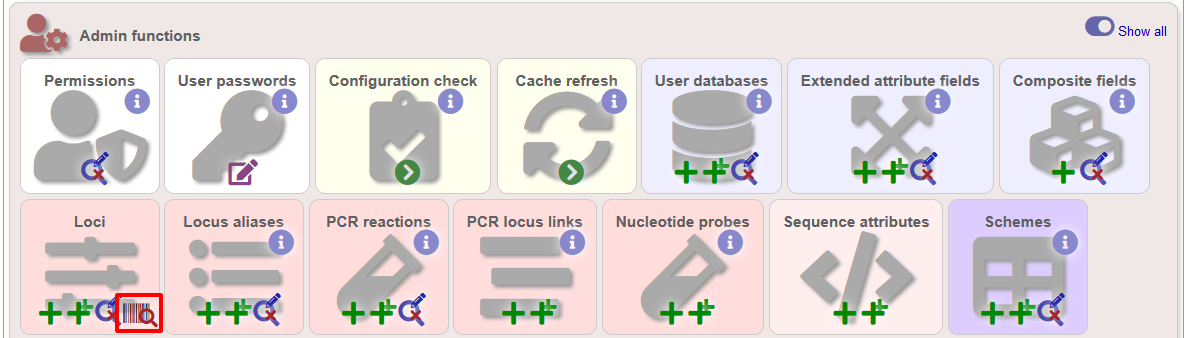 Admin functions
Show all
Permissions
User passwords
Configuration check
Cache refresh
User databases
Extended attribute fields
Composite fields
Loci
Locus aliases
PCR reactions
PCR locus links
Nucleotide probes
Sequence attributes
Schemes